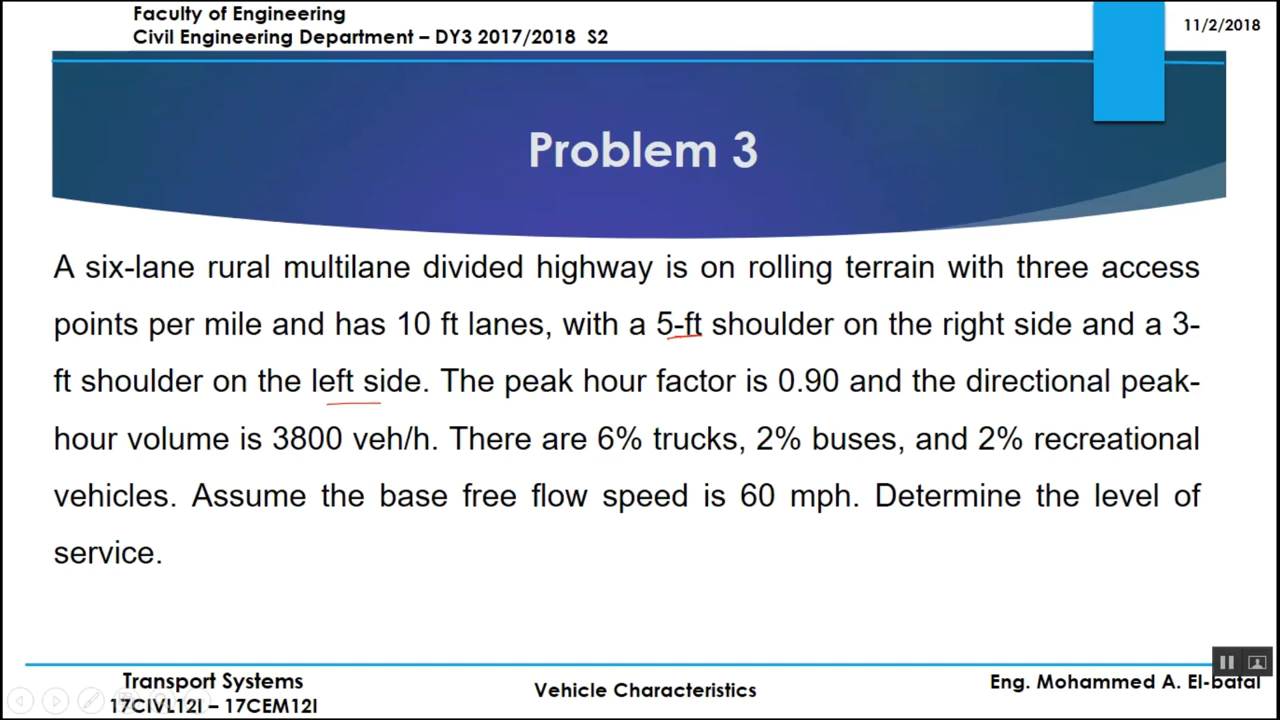 Faculty of Engineering
Civil Engineering Department – DY3 2017/2018 S2
11/2/2018
Problem 3
A six-lane rural multilane divided highway is on rolling terrain with three access
points per mile and has 10 ft lanes, with a 5-ft shoulder on the right side and a 3-
ft shoulder on the left side. The peak hour factor is 0.90 and the directional peak-
hour volume is 3800 veh/h. There are 6% trucks, 2% buses, and 2% recreational
vehicles. Assume the base free flow speed is 60 mph. Determine the level of
service.
Transport Systems
17CIVL12I – 17CEM12I
Vehicle Characteristics
Eng. Mohammed A. El-batal